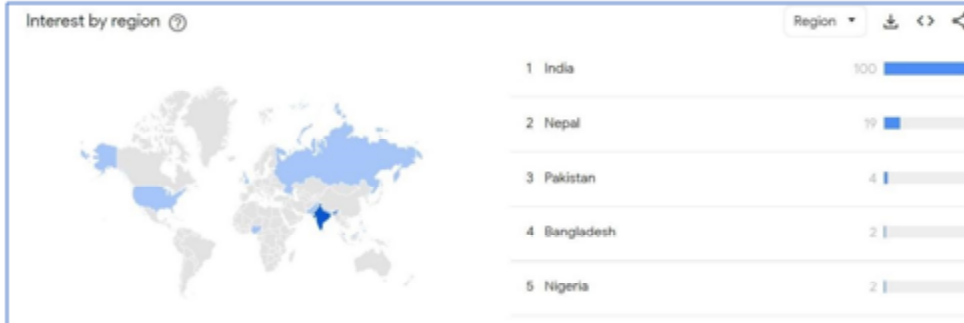 Interest by region
Region
1 India 100
2 Nepal 19
3 Pakistan 4
4 Bangladesh 2
5 Nigeria 2